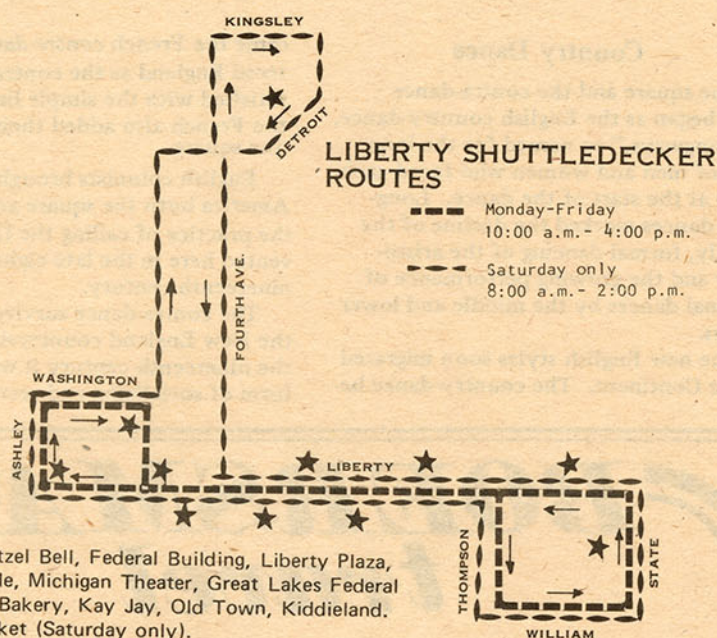 KINGSLEY
DETROIT
LIBERTY SHUTTLEDECKER
ROUTES
Monday-Friday
10:00 a.m.- 4:00 p.m.
Saturday only
8:00 a.m.- 2:00 p.m.
FOURTH AVE.
WASHINGTON
ASHLEY
LIBERTY
THOMPSON
STATE
WILLIAM
tzel Bell, Federal Building, Liberty Plaza,
le, Michigan Theater, Great Lakes Federal
Bakery, Kay Jay, Old Town, Kiddieland.
ket (Saturday only).